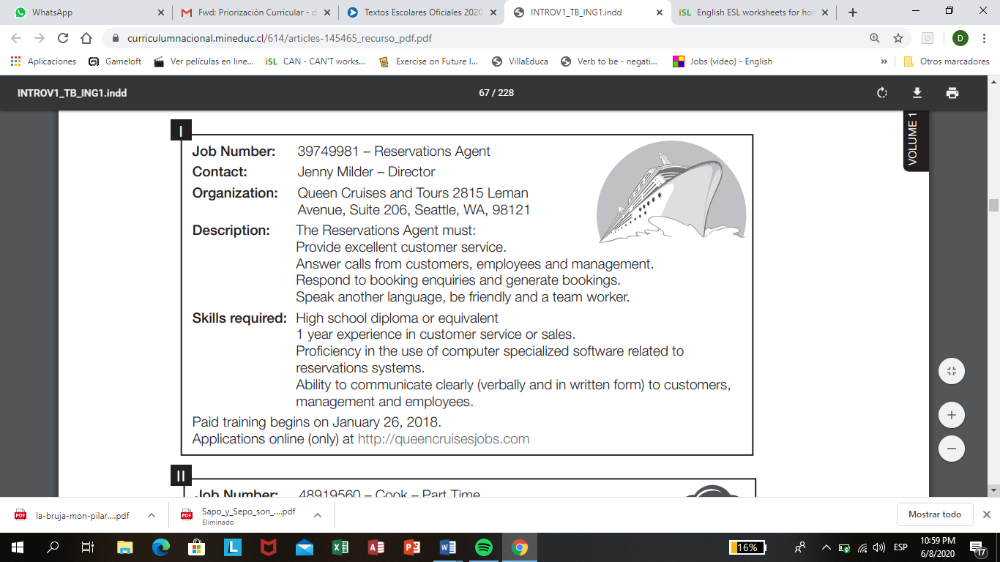 WhatsApp
Fwd: Priorización Curricular - d
Textos Escolares Oficiales 2020
INTROV1_TB_ING1.indd
iSL English ESL worksheets for hor
curriculumnacional.mineduc.cl/614/articles-145465_recurso_pdf.pdf
D
Aplicaciones
Gameloft
Ver películas en line...
iSL CAN - CAN'T works...
Exercise on Future I...
VillaEduca
Verb to be - negati...
Jobs (video) - English
»
Otros marcadores
INTROV1_TB_ING1.indd
67 / 228
VOLUME 1
I
Job Number: 39749981 – Reservations Agent
Contact: Jenny Milder – Director
Organization: Queen Cruises and Tours 2815 Leman
Avenue, Suite 206, Seattle, WA, 98121
Description: The Reservations Agent must:
Provide excellent customer service.
Answer calls from customers, employees and management.
Respond to booking enquiries and generate bookings.
Speak another language, be friendly and a team worker.
Skills required: High school diploma or equivalent
1 year experience in customer service or sales.
Proficiency in the use of computer specialized software related to
reservations systems.
Ability to communicate clearly (verbally and in written form) to customers,
management and employees.
Paid training begins on January 26, 2018.
Applications online (only) at http://queencruisesjobs.com
II
Job Number: 48919560 – Cook – Part Time
PDF la-bruja-mon-pilar....pdf
PDF Sapo_y_Sepo_son_....pdf
Eliminado
Mostrar todo
16%
ESP
10:59 PM
6/8/2020
17